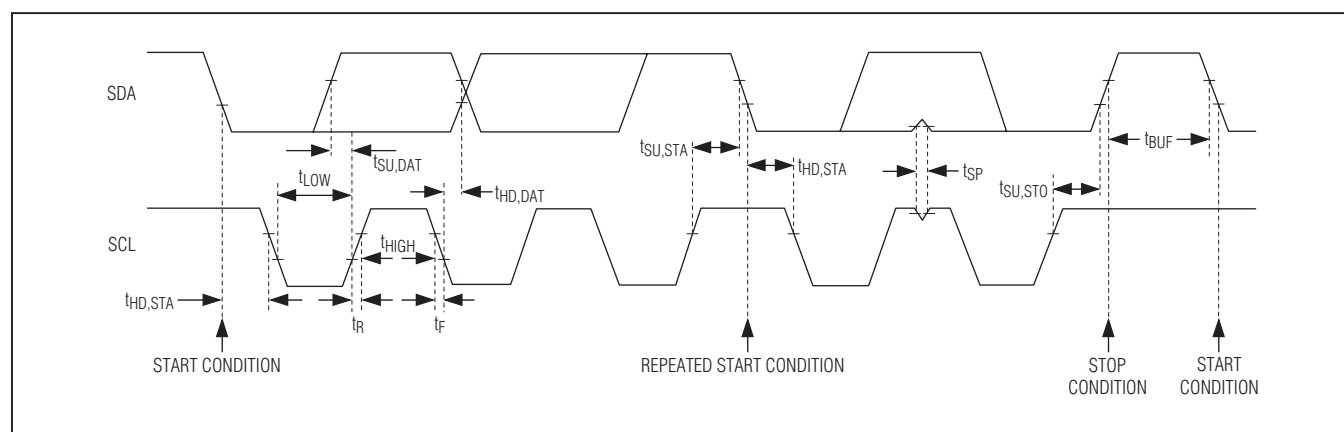 SDA
tSU,DAT
tLOW
tHD,DAT
tSU,STA
tHD,STA
tSP
tBUF
tSU,STO
SCL
tHIGH
tHD,STA
tR
tF
START CONDITION
REPEATED START CONDITION
STOP
CONDITION
START
CONDITION